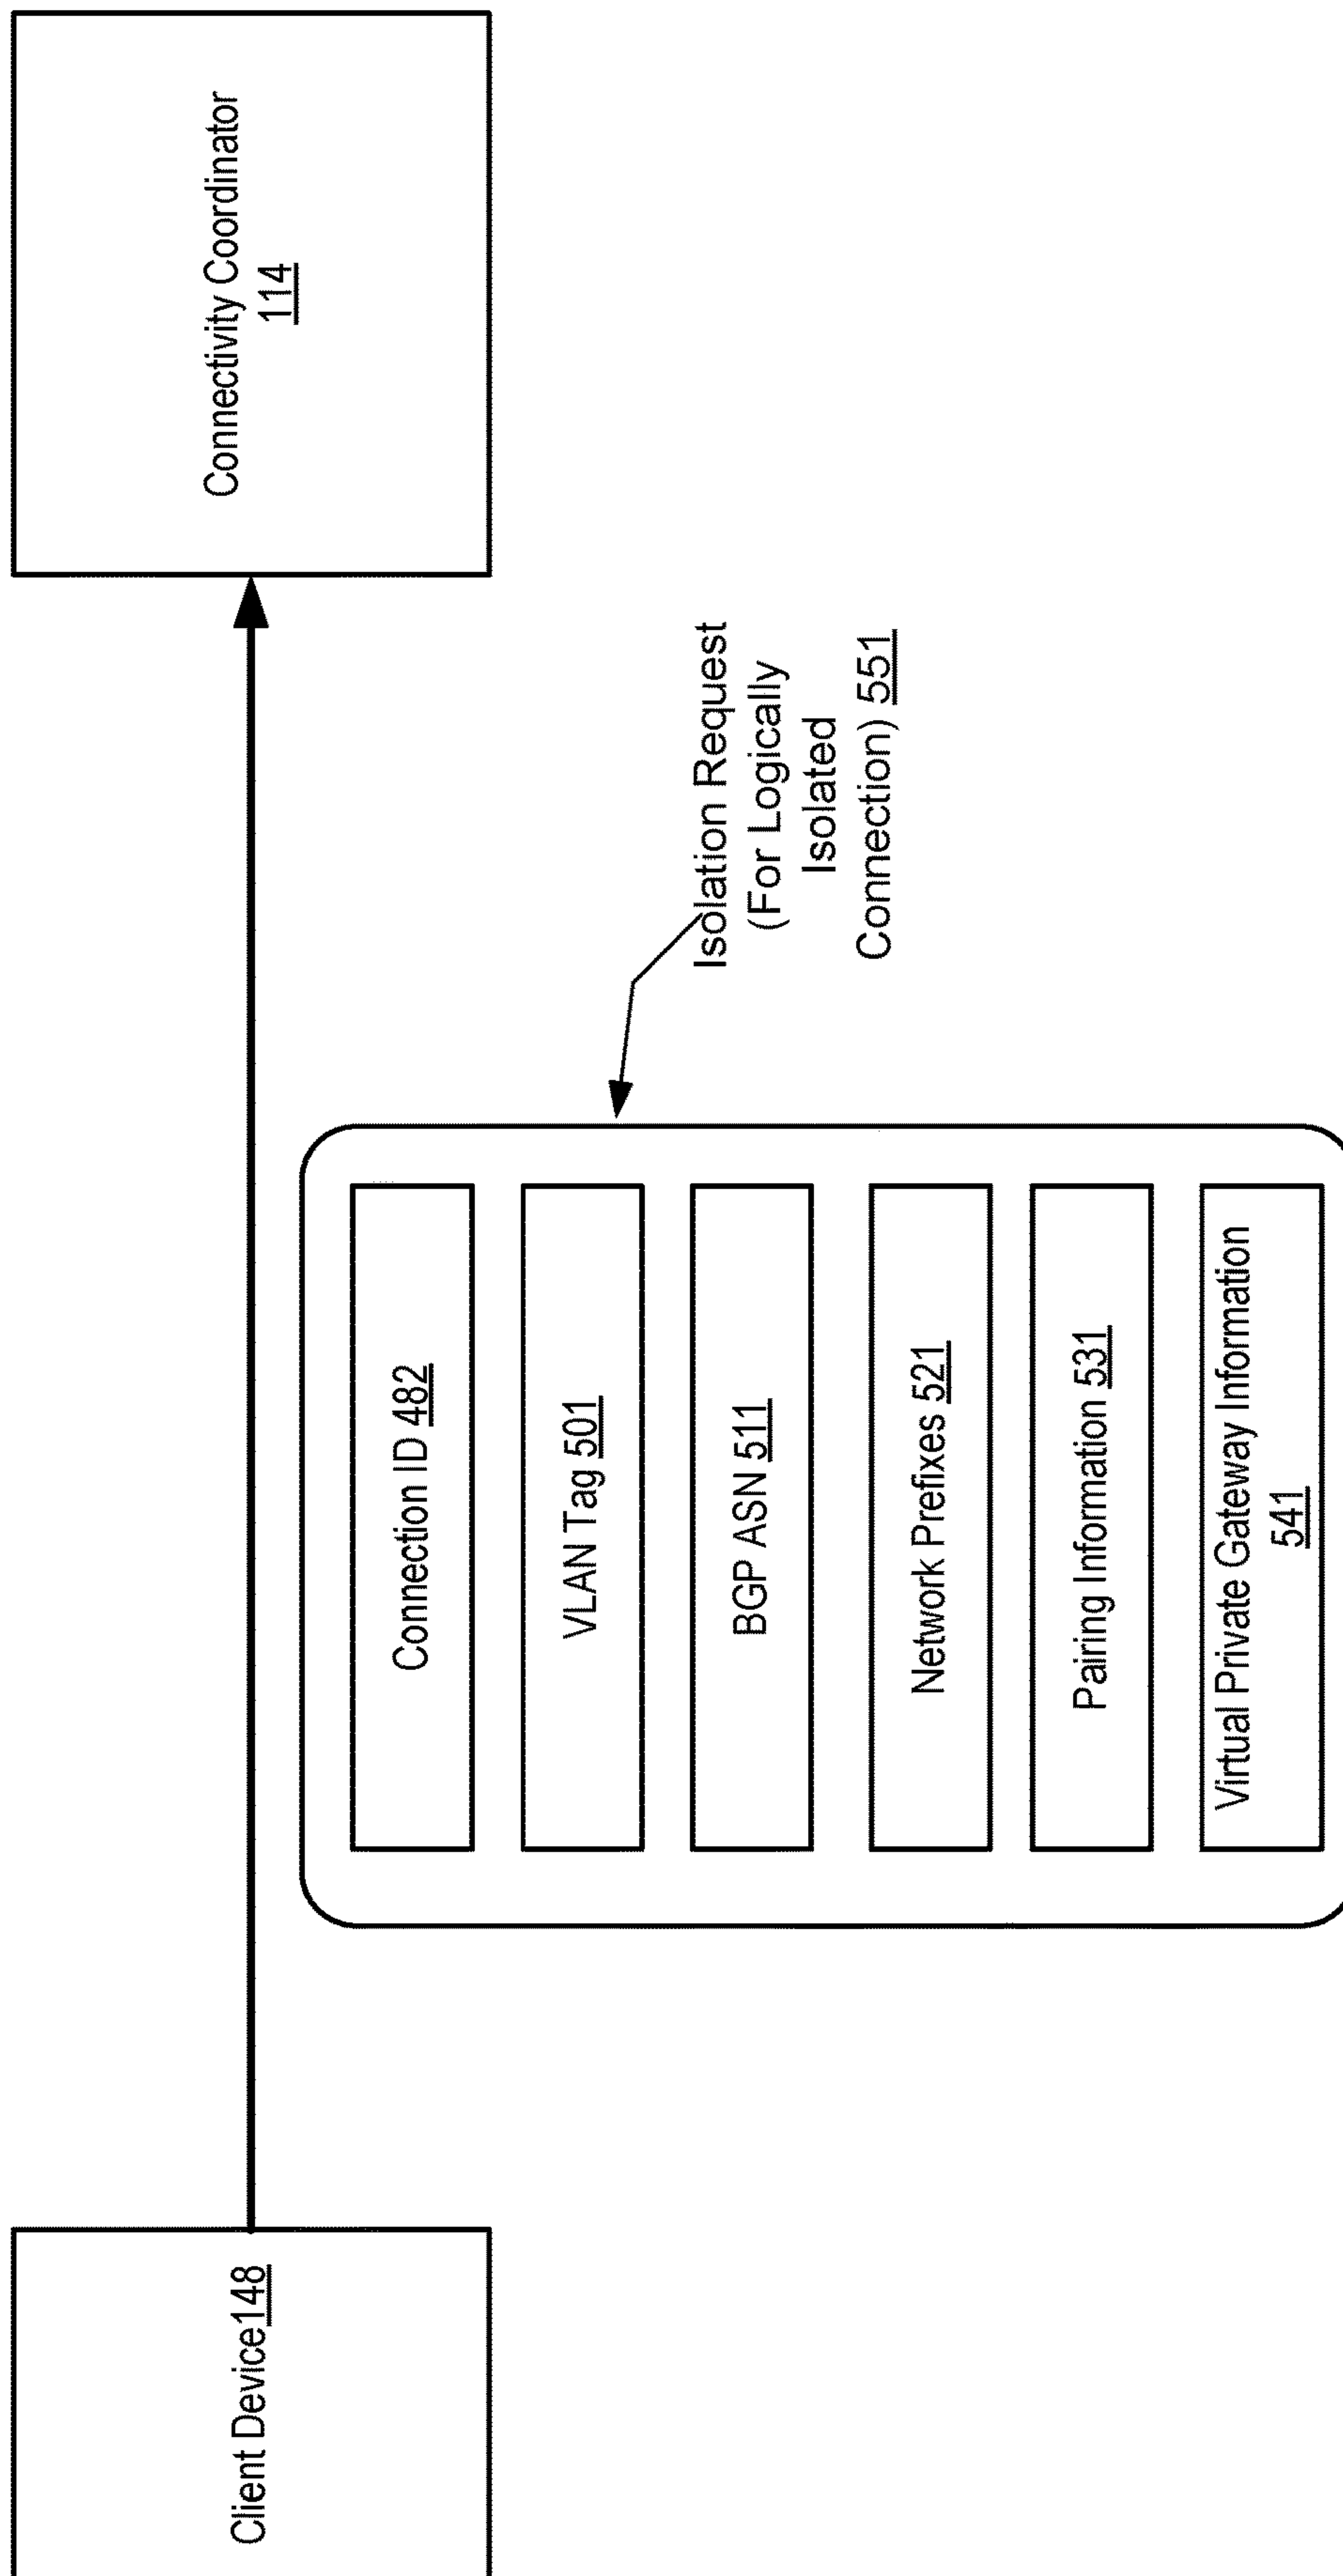 Client Device148
Connectivity Coordinator
114
Isolation Request
(For Logically
Isolated
Connection) 551
Connection ID 482
VLAN Tag 501
BGP ASN 511
Network Prefixes 521
Pairing Information 531
Virtual Private Gateway Information
541